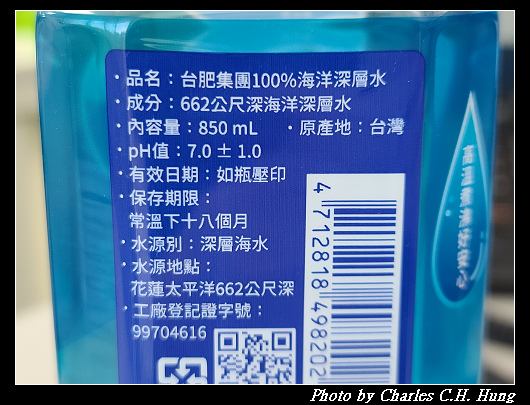 ・品名：台肥集團100%海洋深層水
・成分：662公尺深海洋深層水
・內容量：850 mL ・原產地：台灣
・pH值：7.0 ± 1.0
・有效日期：如瓶壓印
・保存期限：
常溫下十八個月
・水源別：深層海水
・水源地點：
花蓮太平洋662公尺深
・工廠登記證字號：
99704616
4 712818 498202
高溫
心
Photo by Charles C.H. Hung